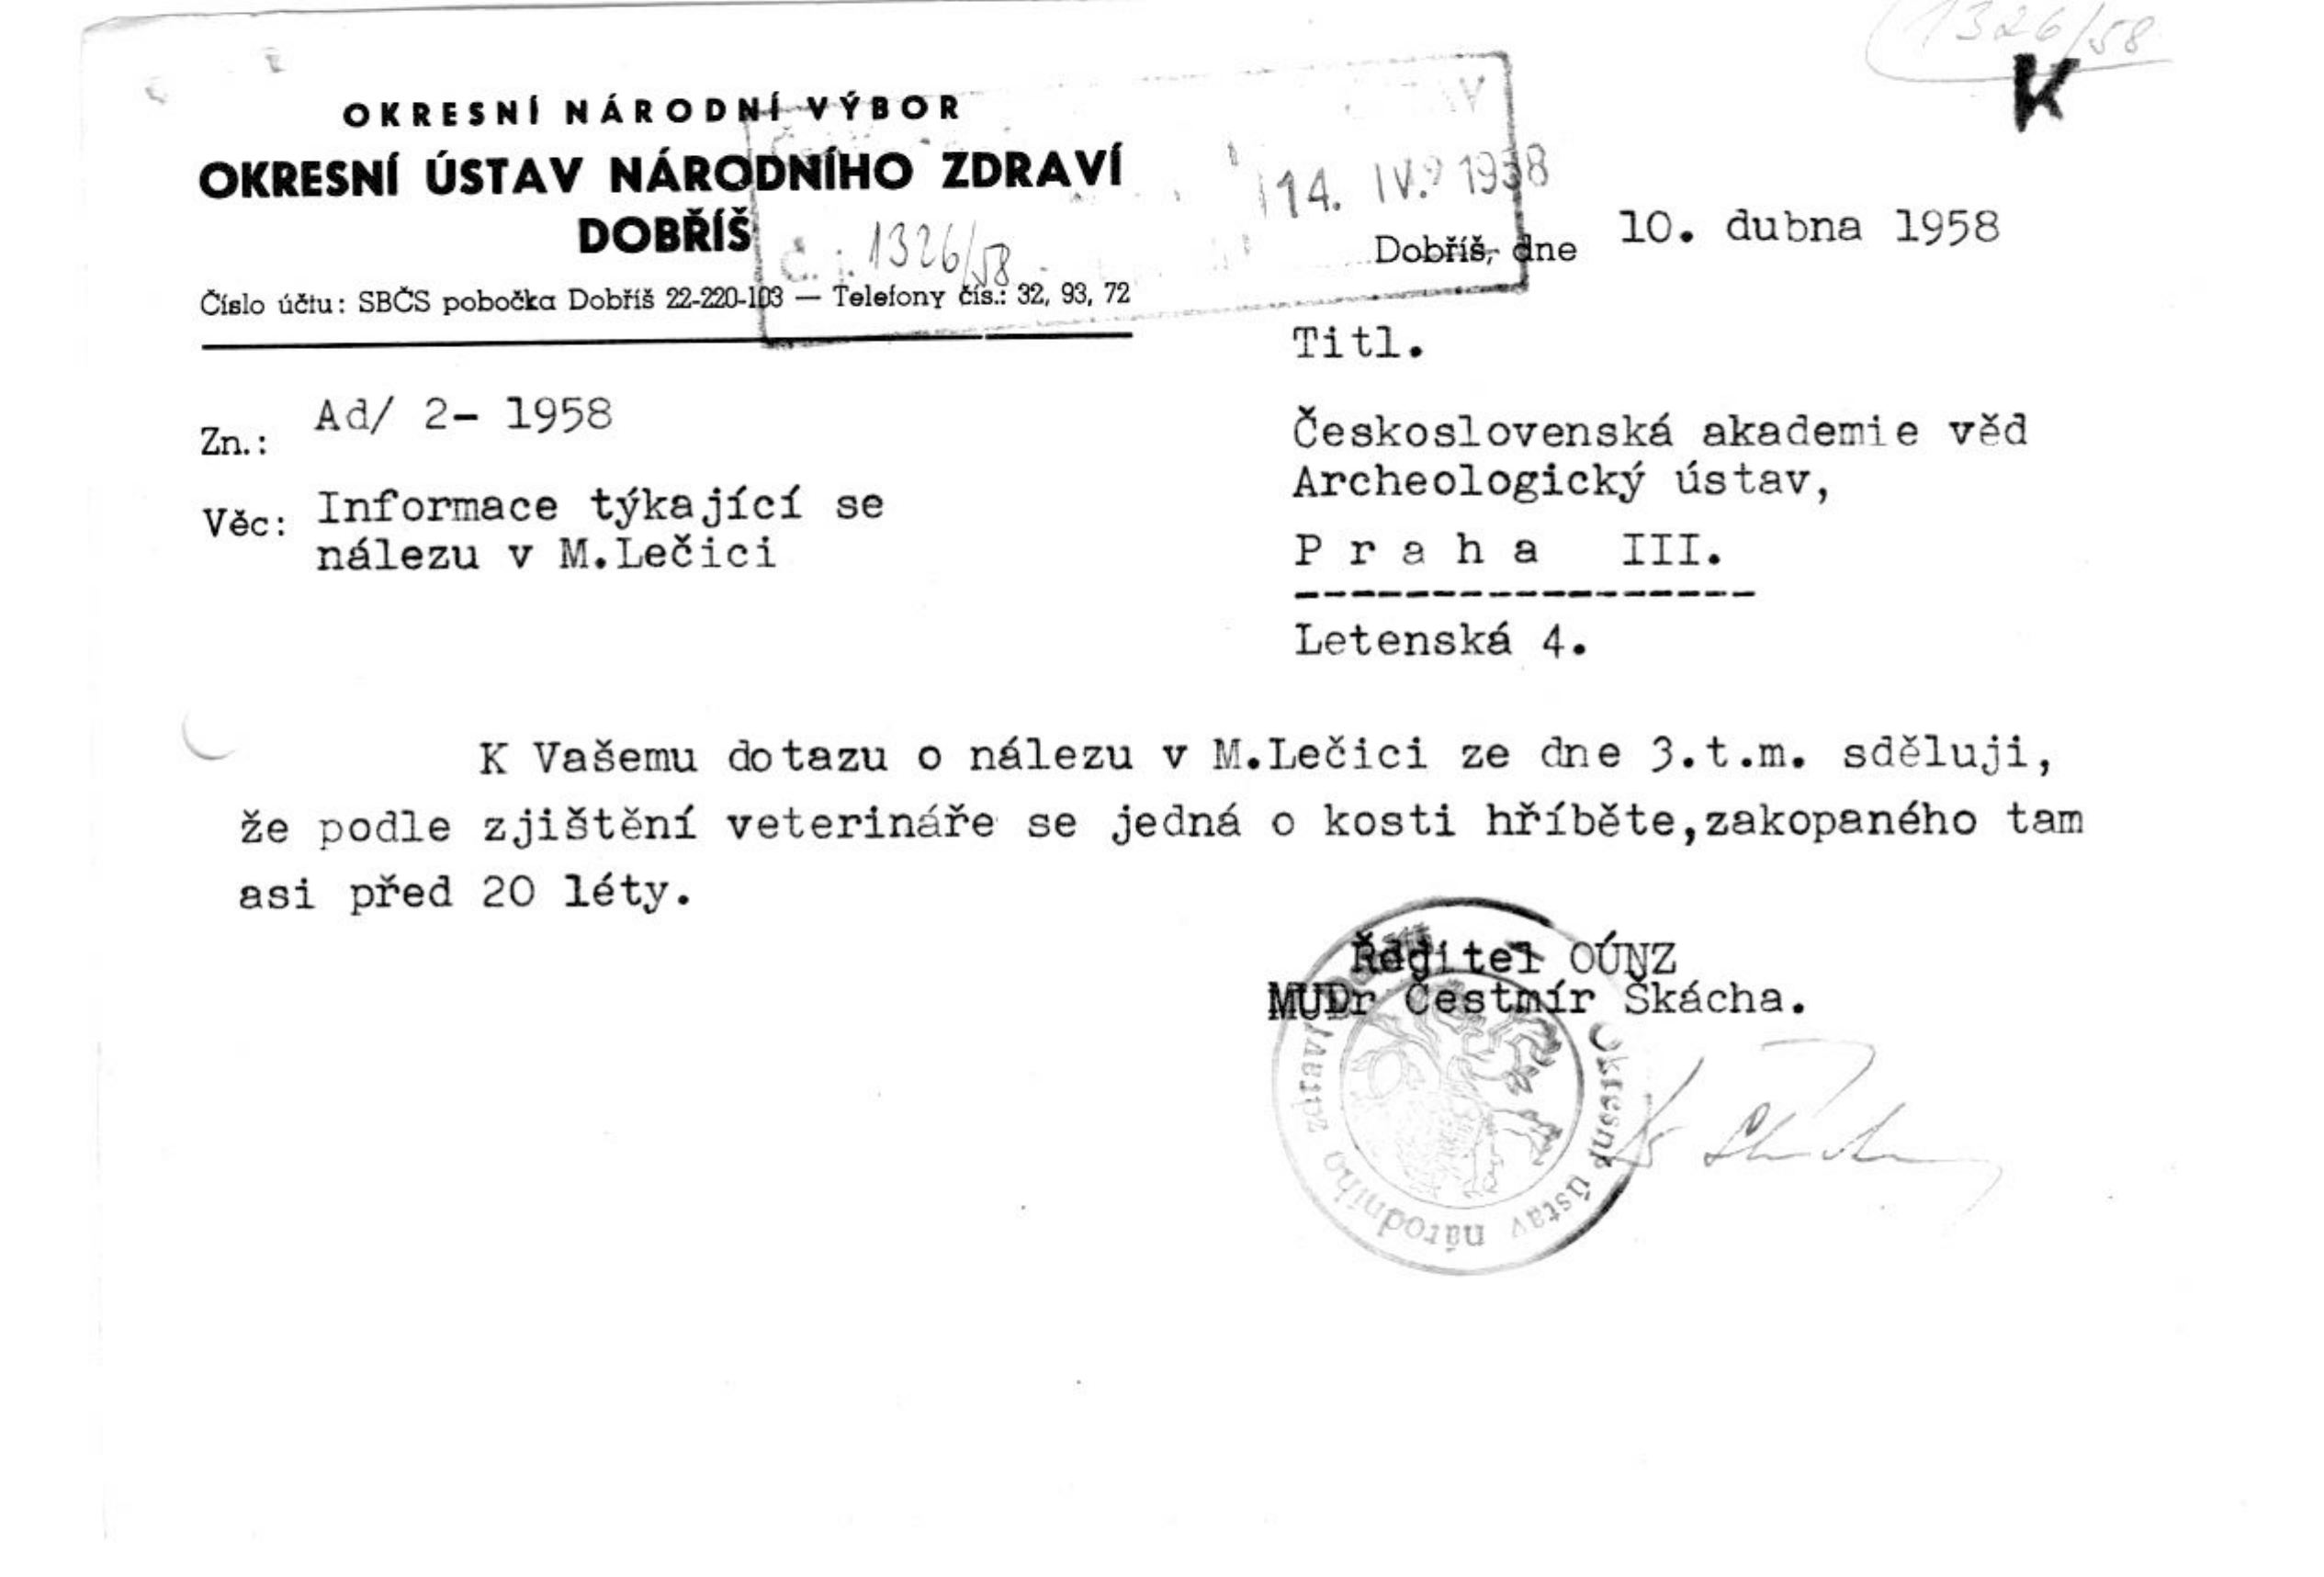 1326/58
K
OKRESNÍ NÁRODNÍ VÝBOR
OKRESNÍ ÚSTAV NÁRODNÍHO ZDRAVÍ
DOBŘÍŠ
Číslo účtu: SBČS pobočka Dobříš 22-220-103 — Telefony čís.: 32, 93, 72
14. IV. 1958
Č. j. 1326/58
Dobříš, dne 10. dubna 1958
Zn.: Ad/ 2- 1958
Věc: Informace týkající se
nálezu v M.Lečici
Titl.
Československá akademie věd
Archeologický ústav,
P r a h a III.
Letenská 4.
K Vašemu dotazu o nálezu v M.Lečici ze dne 3.t.m. sděluji,
že podle zjištění veterináře se jedná o kosti hříběte,zakopaného tam
asi před 20 léty.
Ředitel OÚNZ
MUDr Čestmír Škácha.
Okresní ústav národního zdraví